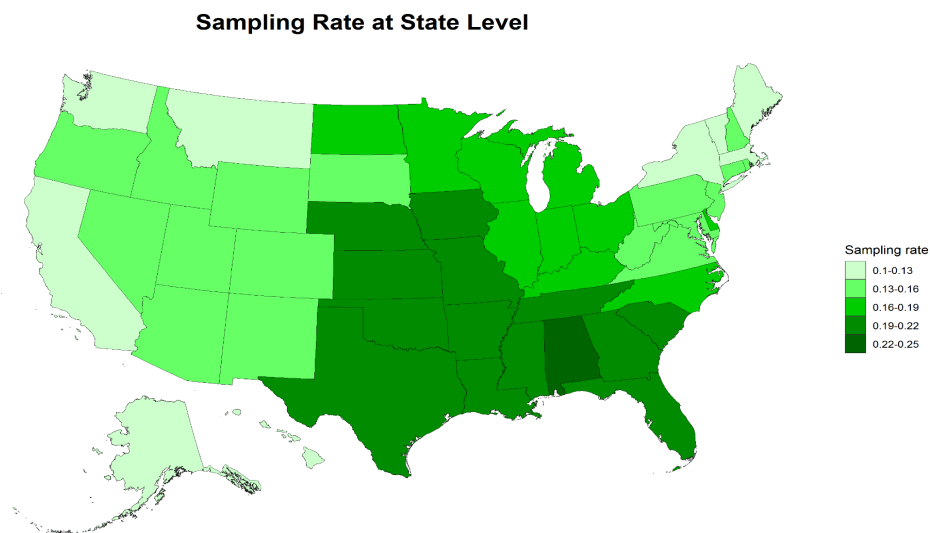 Sampling Rate at State Level
Sampling rate
0.1-0.13
0.13-0.16
0.16-0.19
0.19-0.22
0.22-0.25